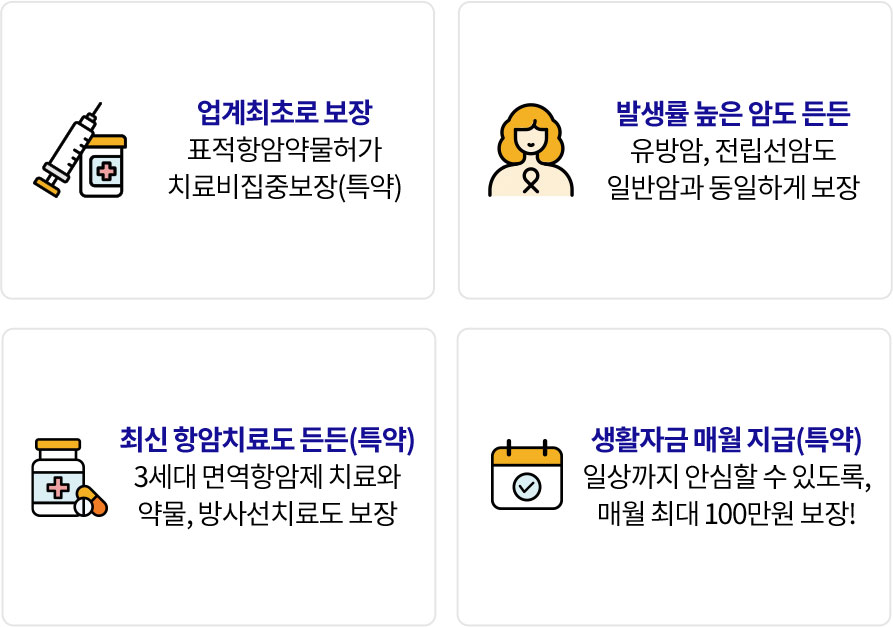 업계최초로 보장
표적항암약물허가
치료비집중보장(특약)
발생률 높은 암도 든든
유방암, 전립선암도
일반암과 동일하게 보장
최신 항암치료도 든든(특약)
3세대 면역항암제 치료와
약물, 방사선치료도 보장
생활자금 매월 지급(특약)
일상까지 안심할 수 있도록,
매월 최대 100만원 보장!